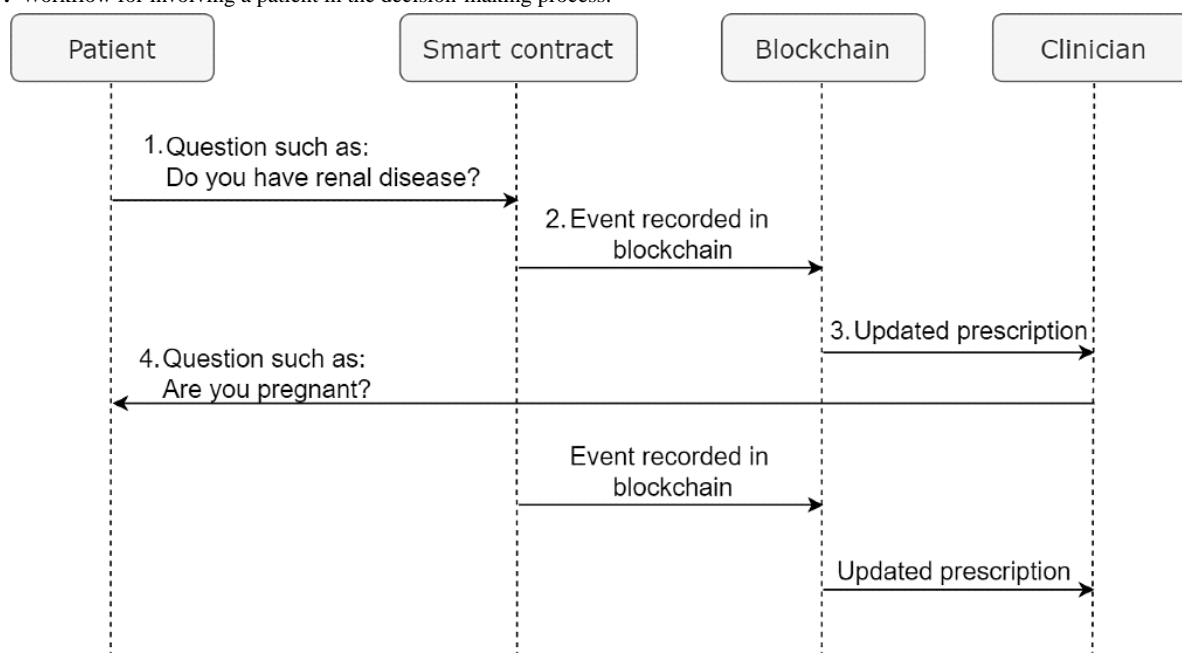 Workflow for involving a patient in the decision-making process.
Patient
Smart contract
Blockchain
Clinician
1. Question such as:
Do you have renal disease?
2. Event recorded in
blockchain
3. Updated prescription
4. Question such as:
Are you pregnant?
Event recorded in
blockchain
Updated prescription